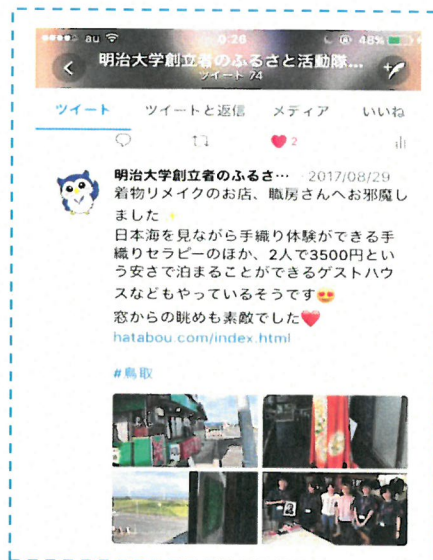 au 0:26 48%
明治大学創立者のふるさと活動隊...
ツイート 74
ツイート ツイートと返信 メディア いいね
2
明治大学創立者のふるさ… 2017/08/29
着物リメイクのお店、職房さんへお邪魔し
ました
日本海を見ながら手織り体験ができる手
織りセラピーのほか、2人で3500円とい
う安さで泊まることができるゲストハウ
スなどもやっているそうです😍
窓からの眺めも素敵でした❤️
hatabou.com/index.html
#鳥取